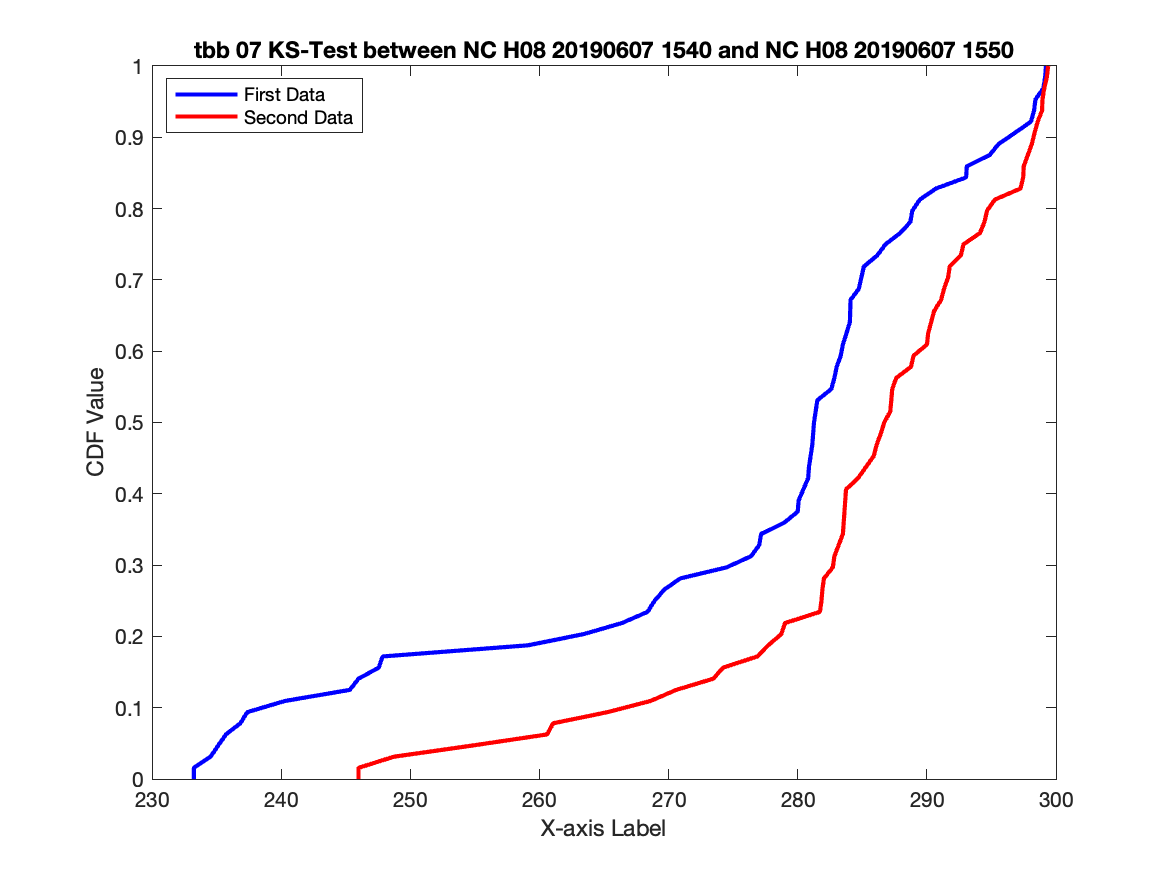 tbb 07 KS-Test between NC H08 20190607 1540 and NC H08 20190607 1550
First Data
Second Data
1
0.9
0.8
0.7
0.6
0.5
0.4
0.3
0.2
0.1
0
CDF Value
230 240 250 260 270 280 290 300
X-axis Label